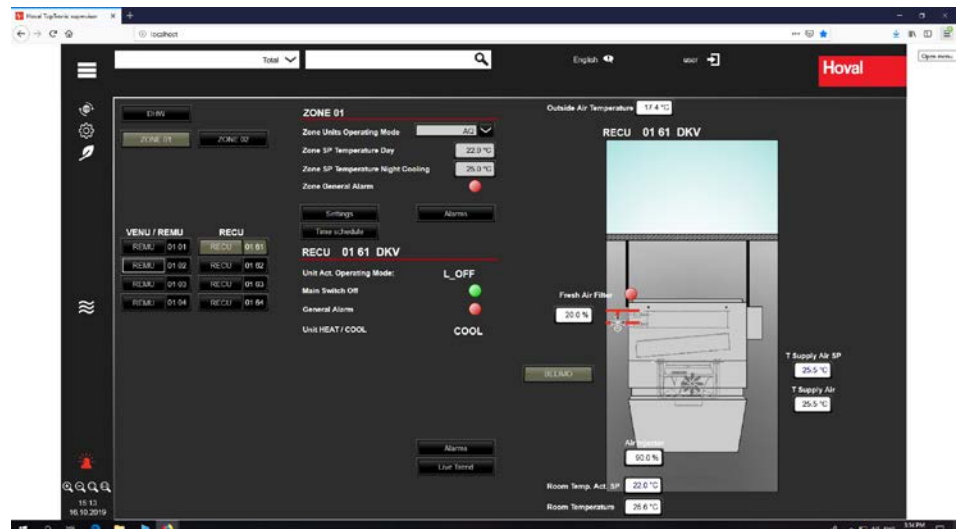 Hoval TopTronic supervisor
localhost
Total
English
user
Hoval
Open menu
DHW
ZONE 01
ZONE 02
ZONE 01
Zone Units Operating Mode AQ
Zone SP Temperature Day 22.0 °C
Zone SP Temperature Night Cooling 25.0 °C
Zone General Alarm
Settings
Alarms
Time schedule
VENU / REMU
RECU
REMU 01 01
RECU 01 61
REMU 01 02
RECU 01 62
REMU 01 03
RECU 01 63
REMU 01 04
RECU 01 64
RECU 01 61 DKV
Unit Act. Operating Mode: L_OFF
Main Switch Off
General Alarm
Unit HEAT / COOL COOL
Alarms
Live Trend
Outside Air Temperature 17.4 °C
RECU 01 61 DKV
Fresh Air Filter
20.0 %
T Supply Air SP
25.5 °C
T Supply Air
25.5 °C
Air Injector
90.0 %
Room Temp. Act. SP 22.0 °C
Room Temperature 26.6 °C
15:13
16.10.2019
3:14 PM